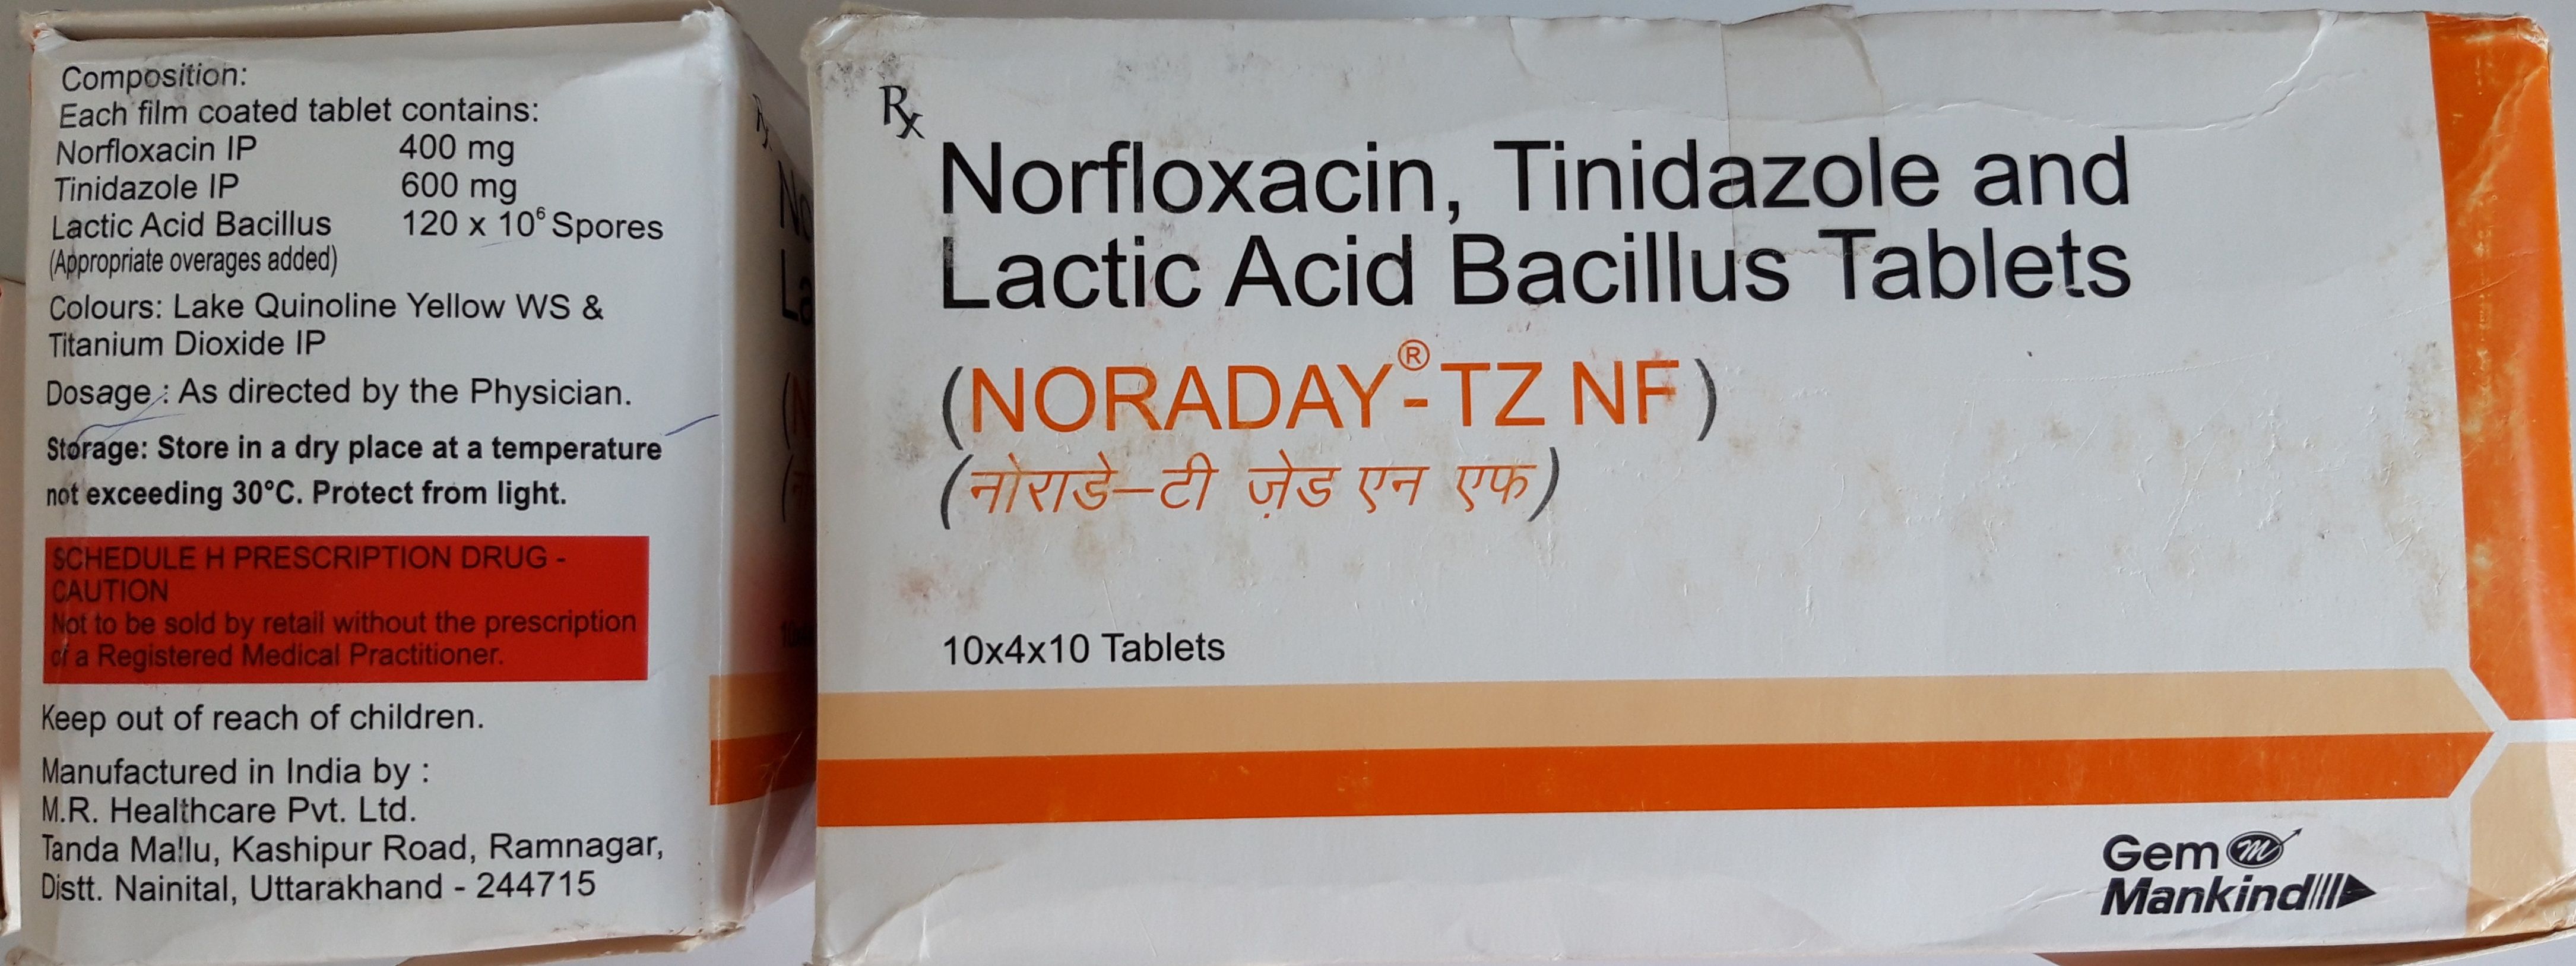 Composition:
Each film coated tablet contains:
Norfloxacin IP 400 mg
Tinidazole IP 600 mg
Lactic Acid Bacillus 120 x 10⁶ Spores
(Appropriate overages added)
Colours: Lake Quinoline Yellow WS &
Titanium Dioxide IP
Dosage : As directed by the Physician.
Storage: Store in a dry place at a temperature
not exceeding 30°C. Protect from light.
SCHEDULE H PRESCRIPTION DRUG -
CAUTION
Not to be sold by retail without the prescription
of a Registered Medical Practitioner.
Keep out of reach of children.
Manufactured in India by :
M.R. Healthcare Pvt. Ltd.
Tanda Mallu, Kashipur Road, Ramnagar,
Distt. Nainital, Uttarakhand - 244715
Rx
Rx
Norfloxacin, Tinidazole and
Lactic Acid Bacillus Tablets
(NORADAY®-TZ NF)
(नोराडे–टी ज़ेड एन एफ)
10x4x10 Tablets
Gem
Mankind